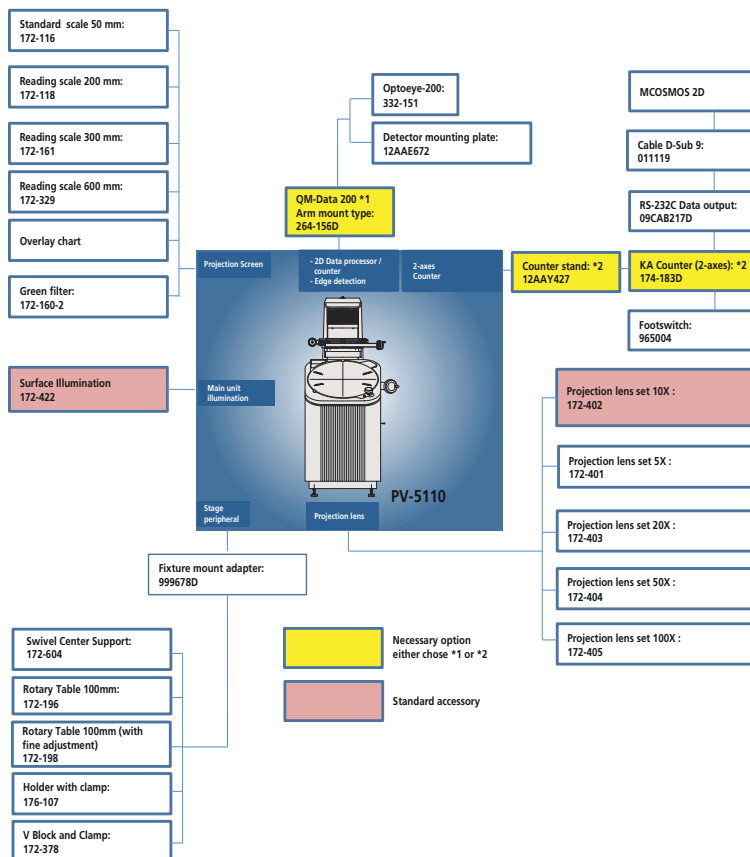 Standard  scale 50 mm:
172-116
Reading scale 200 mm:
172-118
Reading scale 300 mm:
172-161
Reading scale 600 mm:
172-329
Overlay chart
Green filter:
172-160-2
Surface Illumination
172-422
Optoeye-200:
332-151
Detector mounting plate:
12AAE672
QM-Data 200 *1
Arm mount type:
264-156D
MCOSMOS 2D
Cable D-Sub 9:
011119
RS-232C Data output:
09CAB217D
Counter stand: *2
12AAY427
KA Counter (2-axes): *2
174-183D
Footswitch:
965004
Projection Screen
- 2D Data processor /
counter
- Edge detection
2-axes
Counter
Main unit
illumination
PV-5110
Stage
peripheral
Projection lens
Projection lens set 10X :
172-402
Projection lens set 5X :
172-401
Projection lens set 20X :
172-403
Projection lens set 50X :
172-404
Projection lens set 100X :
172-405
Fixture mount adapter:
999678D
Swivel Center Support:
172-604
Rotary Table 100mm:
172-196
Rotary Table 100mm (with
fine adjustment)
172-198
Holder with clamp:
176-107
V Block and Clamp:
172-378
Necessary option
either chose *1 or *2
Standard accessory